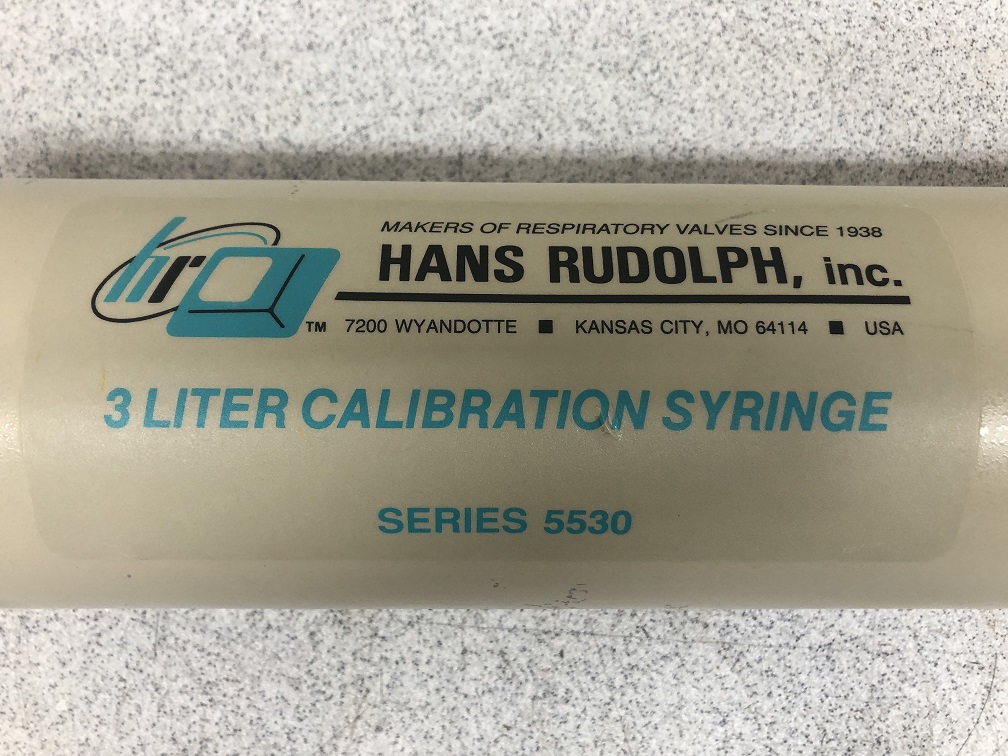 MAKERS OF RESPIRATORY VALVES SINCE 1938
hr
HANS RUDOLPH, inc.
TM 7200 WYANDOTTE ■ KANSAS CITY, MO 64114 ■ USA
3 LITER CALIBRATION SYRINGE
SERIES 5530